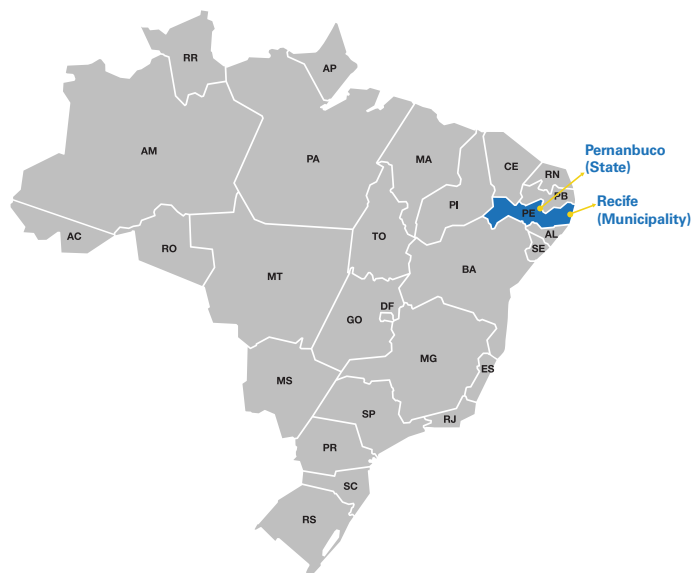 RR
AP
AM
PA
MA
CE
RN
Pernanbuco
(State)
PB
PI
PE
Recife
(Municipality)
AC
RO
TO
AL
SE
MT
BA
DF
GO
MG
ES
MS
SP
RJ
PR
SC
RS